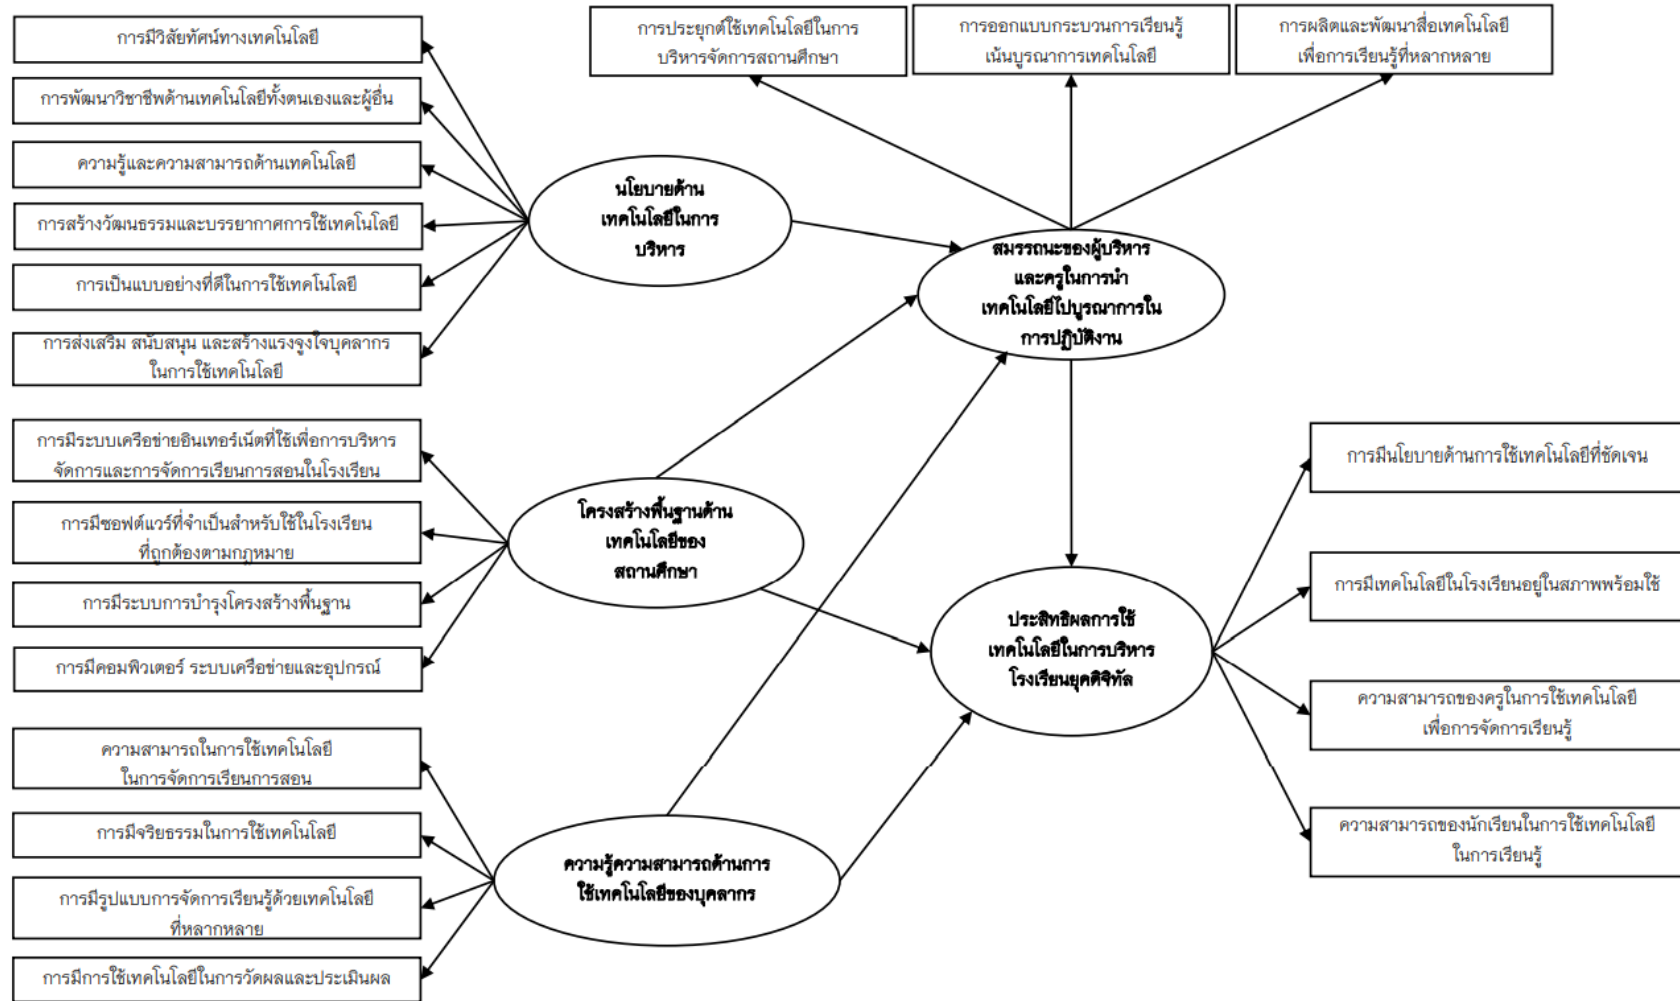 การมีวิสัยทัศน์ทางเทคโนโลยี
การพัฒนาวิชาชีพด้านเทคโนโลยีทั้งตนเองและผู้อื่น
ความรู้และความสามารถด้านเทคโนโลยี
การสร้างวัฒนธรรมและบรรยากาศการใช้เทคโนโลยี
การเป็นแบบอย่างที่ดีในการใช้เทคโนโลยี
การส่งเสริม สนับสนุน และสร้างแรงจูงใจบุคลากร
ในการใช้เทคโนโลยี
การมีระบบเครือข่ายอินเทอร์เน็ตที่ใช้เพื่อการบริหาร
จัดการและการจัดการเรียนการสอนในโรงเรียน
การมีซอฟต์แวร์ที่จำเป็นสำหรับใช้ในโรงเรียน
ที่ถูกต้องตามกฎหมาย
การมีระบบการบำรุงโครงสร้างพื้นฐาน
การมีคอมพิวเตอร์ ระบบเครือข่ายและอุปกรณ์
ความสามารถในการใช้เทคโนโลยี
ในการจัดการเรียนการสอน
การมีจริยธรรมในการใช้เทคโนโลยี
การมีรูปแบบการจัดการเรียนรู้ด้วยเทคโนโลยี
ที่หลากหลาย
การมีการใช้เทคโนโลยีในการวัดผลและประเมินผล
นโยบายด้าน
เทคโนโลยีในการ
บริหาร
โครงสร้างพื้นฐานด้าน
เทคโนโลยีของ
สถานศึกษา
ความรู้ความสามารถด้านการ
ใช้เทคโนโลยีของบุคลากร
การประยุกต์ใช้เทคโนโลยีในการ
บริหารจัดการสถานศึกษา
การออกแบบกระบวนการเรียนรู้
เน้นบูรณาการเทคโนโลยี
การผลิตและพัฒนาสื่อเทคโนโลยี
เพื่อการเรียนรู้ที่หลากหลาย
สมรรถนะของผู้บริหาร
และครูในการนำ
เทคโนโลยีไปบูรณาการใน
การปฏิบัติงาน
ประสิทธิผลการใช้
เทคโนโลยีในการบริหาร
โรงเรียนยุคดิจิทัล
การมีนโยบายด้านการใช้เทคโนโลยีที่ชัดเจน
การมีเทคโนโลยีในโรงเรียนอยู่ในสภาพพร้อมใช้
ความสามารถของครูในการใช้เทคโนโลยี
เพื่อการจัดการเรียนรู้
ความสามารถของนักเรียนในการใช้เทคโนโลยี
ในการเรียนรู้